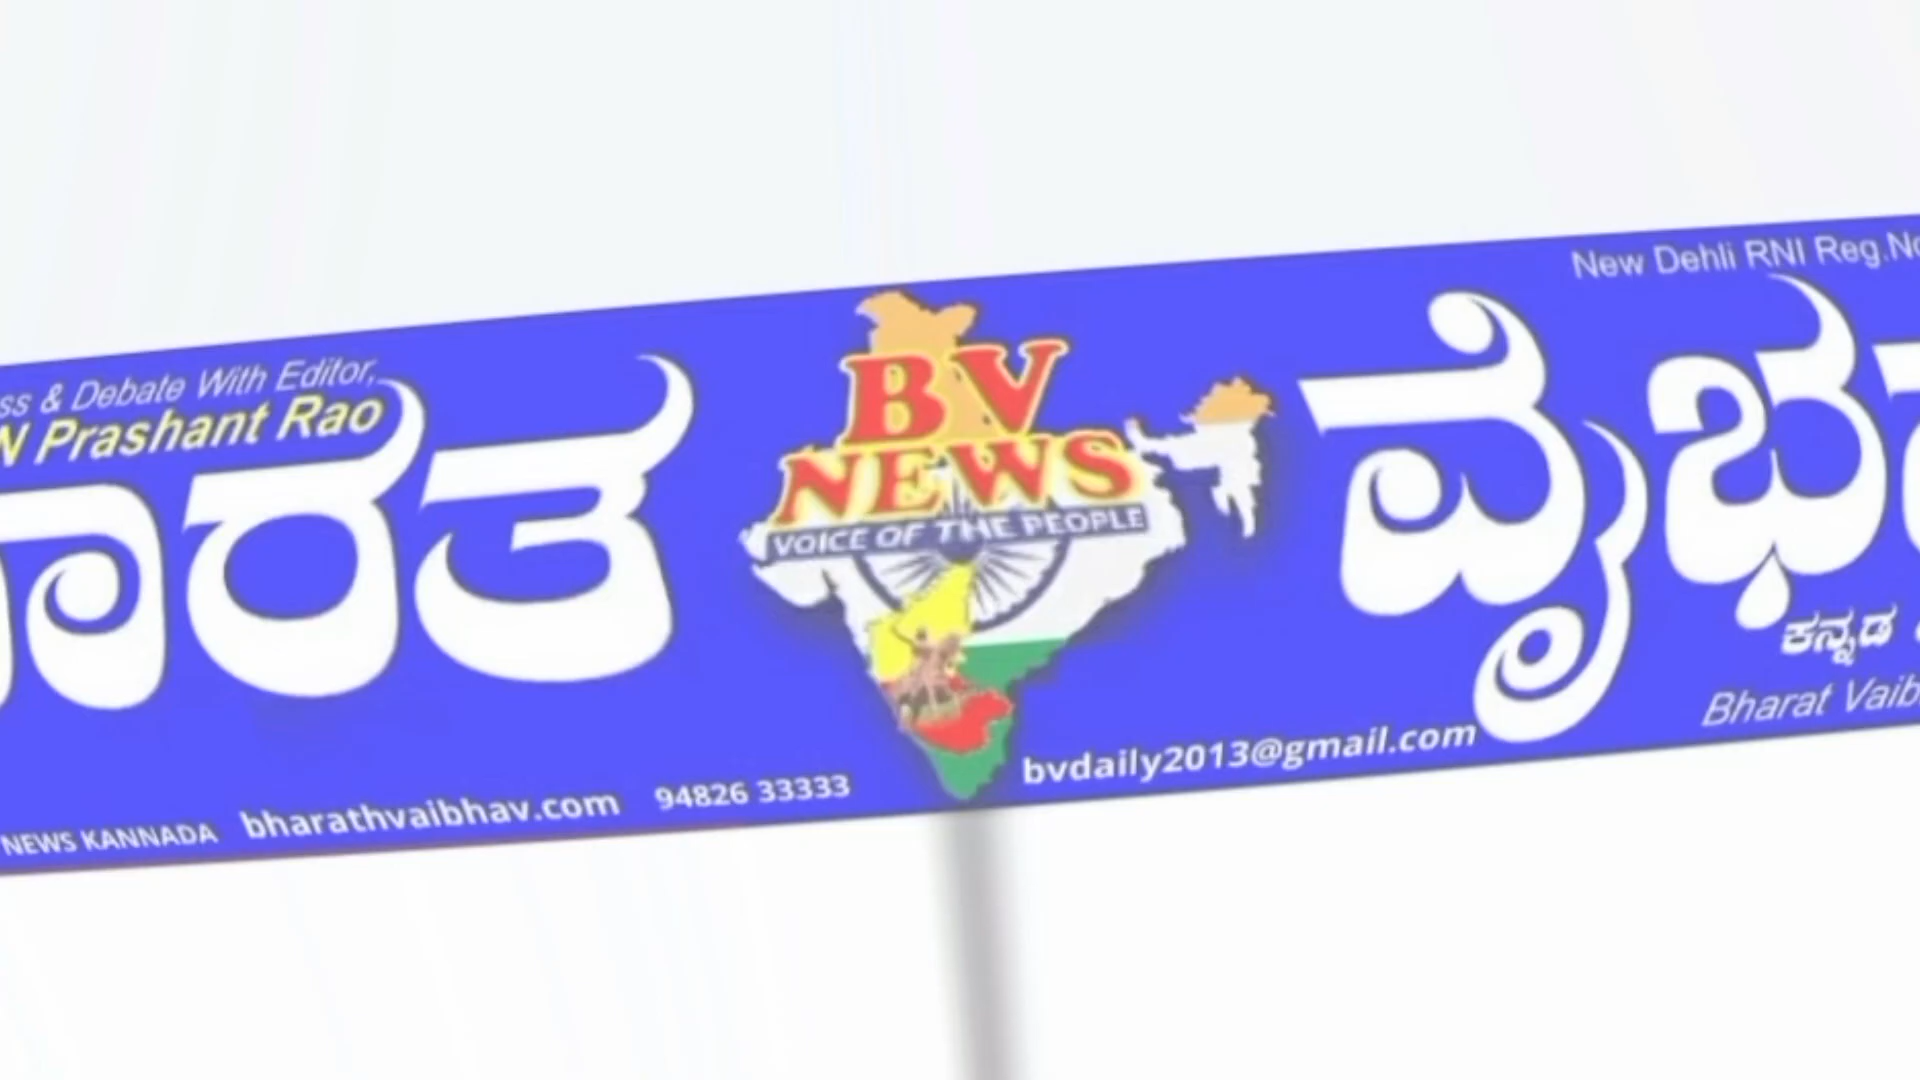 New Dehli RNI Reg.No
ss & Debate With Editor,
N Prashant Rao
ಾರತ
BV
NEWS
VOICE OF THE PEOPLE
ವೈಭ
ಕನ್ನಡ
Bharat Vaib
NEWS KANNADA bharathvaibhav.com 94826 33333
bvdaily2013@gmail.com